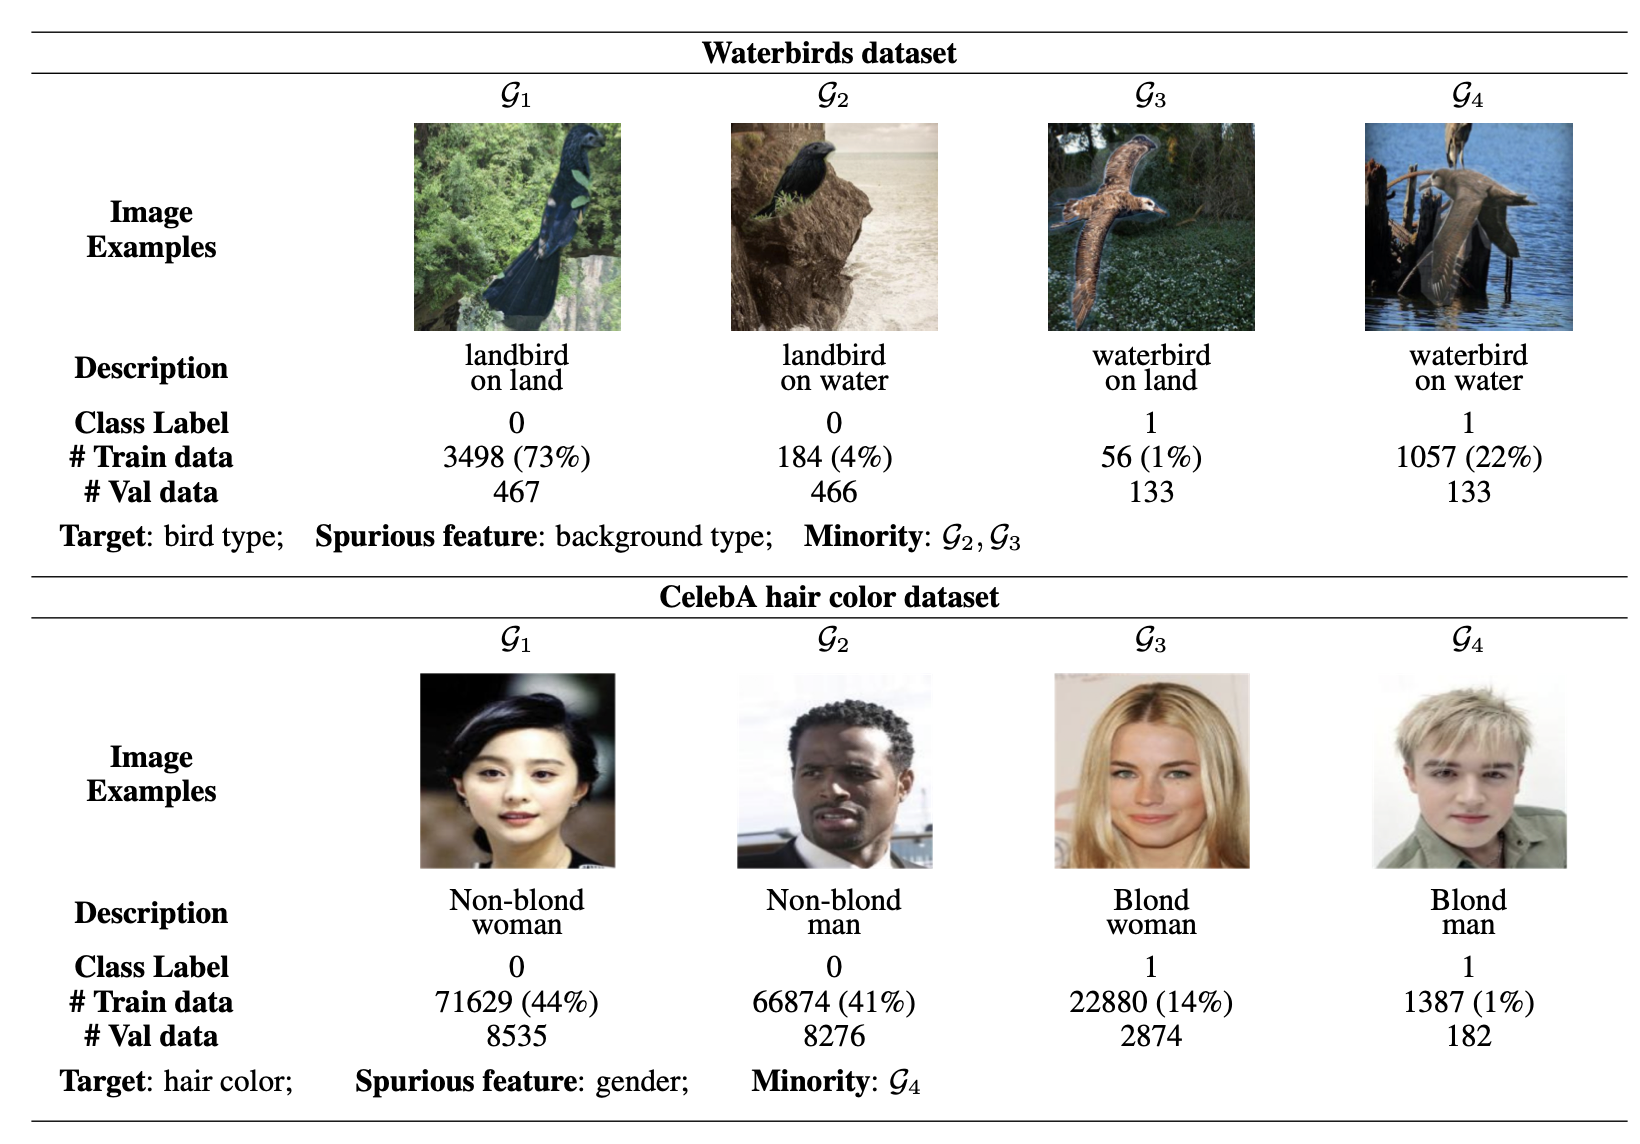 Waterbirds dataset
𝒢₁ 𝒢₂ 𝒢₃ 𝒢₄
Image
Examples
Description
landbird
on land
landbird
on water
waterbird
on land
waterbird
on water
Class Label 0 0 1 1
# Train data 3498 (73%) 184 (4%) 56 (1%) 1057 (22%)
# Val data 467 466 133 133
Target: bird type; Spurious feature: background type; Minority: 𝒢₂, 𝒢₃
CelebA hair color dataset
𝒢₁ 𝒢₂ 𝒢₃ 𝒢₄
Image
Examples
Description
Non-blond
woman
Non-blond
man
Blond
woman
Blond
man
Class Label 0 0 1 1
# Train data 71629 (44%) 66874 (41%) 22880 (14%) 1387 (1%)
# Val data 8535 8276 2874 182
Target: hair color; Spurious feature: gender; Minority: 𝒢₄